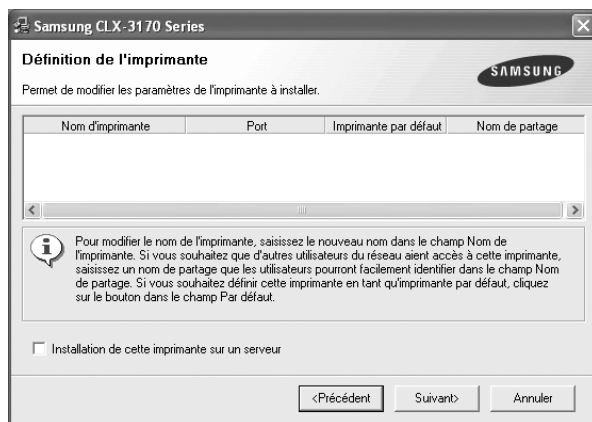 Samsung CLX-3170 Series
Définition de l'imprimante
SAMSUNG
Permet de modifier les paramètres de l'imprimante à installer.
Nom d'imprimante Port Imprimante par défaut Nom de partage
Pour modifier le nom de l'imprimante, saisissez le nouveau nom dans le champ Nom de
l'imprimante. Si vous souhaitez que d'autres utilisateurs du réseau aient accès à cette imprimante,
saisissez un nom de partage que les utilisateurs pourront facilement identifier dans le champ Nom
de partage. Si vous souhaitez définir cette imprimante en tant qu'imprimante par défaut, cliquez
sur le bouton dans le champ Par défaut.
Installation de cette imprimante sur un serveur
<Précédent Suivant> Annuler